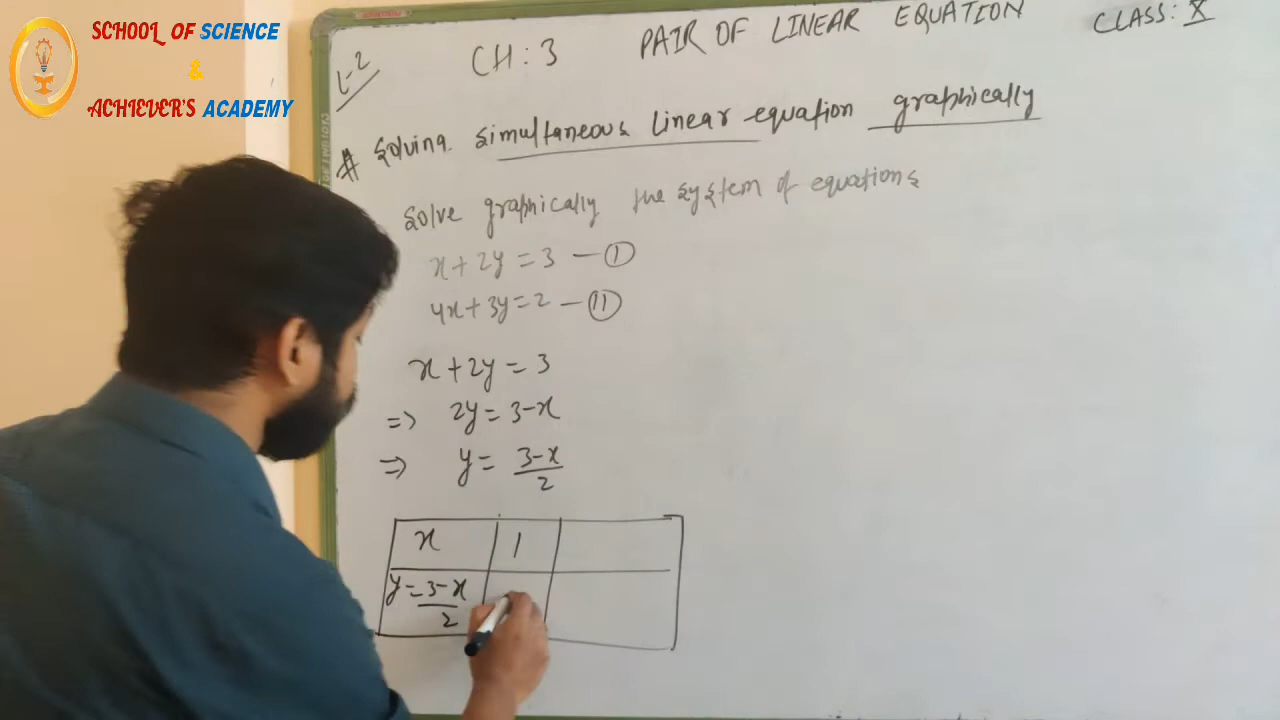 SCHOOL OF SCIENCE
&
ACHIEVER'S ACADEMY
L-2
CH: 3 PAIR OF LINEAR EQUATION CLASS: X
# Solving simultaneous linear equation graphically
Solve graphically the system of equations
x + 2y = 3 — (I)
4x + 3y = 2 — (II)
x + 2y = 3
=> 2y = 3-x
=> y = 3-x/2
x 1
y = 3-x/2